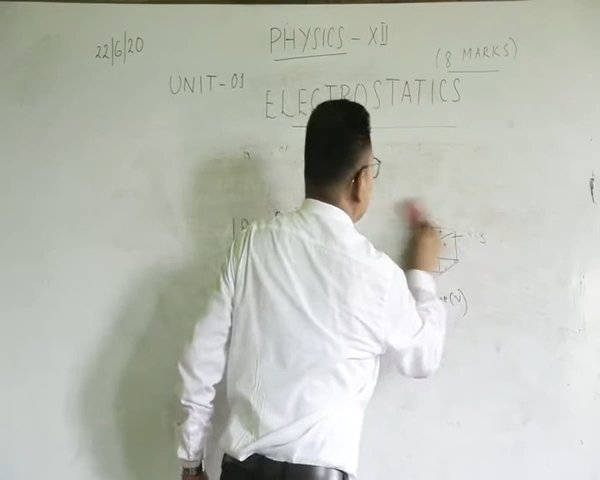 22/6/20
PHYSICS - XII
(8 MARKS)
UNIT-01
ELECTROSTATICS
(V)